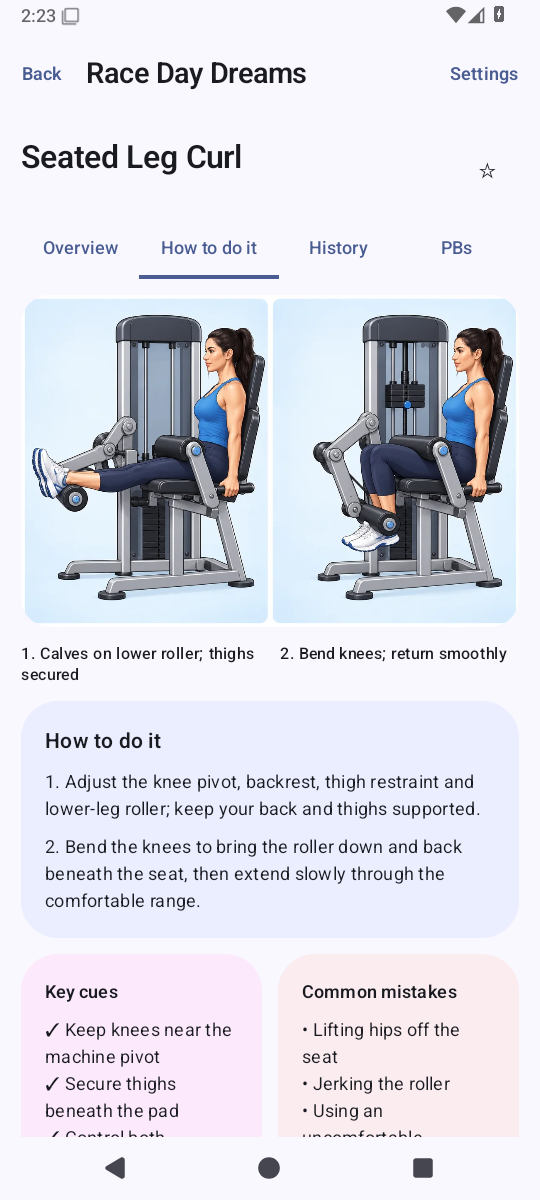 2:23
Back Race Day Dreams Settings
Seated Leg Curl
☆
Overview How to do it History PBs
1. Calves on lower roller; thighs
secured
2. Bend knees; return smoothly
How to do it
1. Adjust the knee pivot, backrest, thigh restraint and
lower-leg roller; keep your back and thighs supported.
2. Bend the knees to bring the roller down and back
beneath the seat, then extend slowly through the
comfortable range.
Key cues
✓ Keep knees near the
machine pivot
✓ Secure thighs
beneath the pad
✓ Control both
Common mistakes
• Lifting hips off the
seat
• Jerking the roller
• Using an
uncomfortable